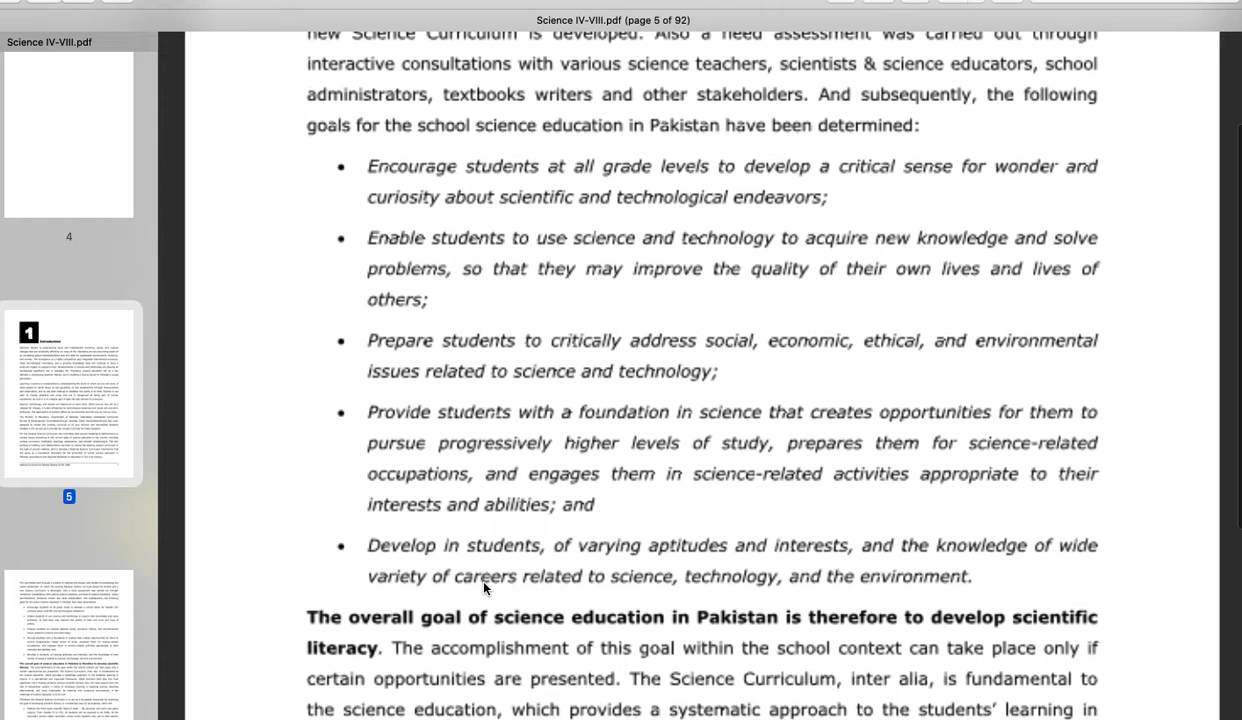 Science IV-VIII.pdf (page 5 of 92)
Science IV-VIII.pdf
4
1
Introduction
5
new Science Curriculum is developed. Also a need assessment was carried out through
interactive consultations with various science teachers, scientists & science educators, school
administrators, textbooks writers and other stakeholders. And subsequently, the following
goals for the school science education in Pakistan have been determined:
• Encourage students at all grade levels to develop a critical sense for wonder and
curiosity about scientific and technological endeavors;
• Enable students to use science and technology to acquire new knowledge and solve
problems, so that they may improve the quality of their own lives and lives of
others;
• Prepare students to critically address social, economic, ethical, and environmental
issues related to science and technology;
• Provide students with a foundation in science that creates opportunities for them to
pursue progressively higher levels of study, prepares them for science-related
occupations, and engages them in science-related activities appropriate to their
interests and abilities; and
• Develop in students, of varying aptitudes and interests, and the knowledge of wide
variety of careers related to science, technology, and the environment.
The overall goal of science education in Pakistan is therefore to develop scientific
literacy. The accomplishment of this goal within the school context can take place only if
certain opportunities are presented. The Science Curriculum, inter alia, is fundamental to
the science education, which provides a systematic approach to the students' learning in